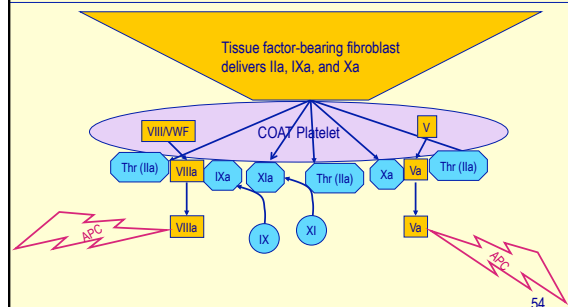 Tissue factor-bearing fibroblast
delivers IIa, IXa, and Xa
VIII/VWF
V
COAT Platelet
Thr (IIa)
VIIIa
IXa
XIa
Thr (IIa)
Xa
Va
Thr (IIa)
APC
VIIIa
IX
XI
Va
APC
54